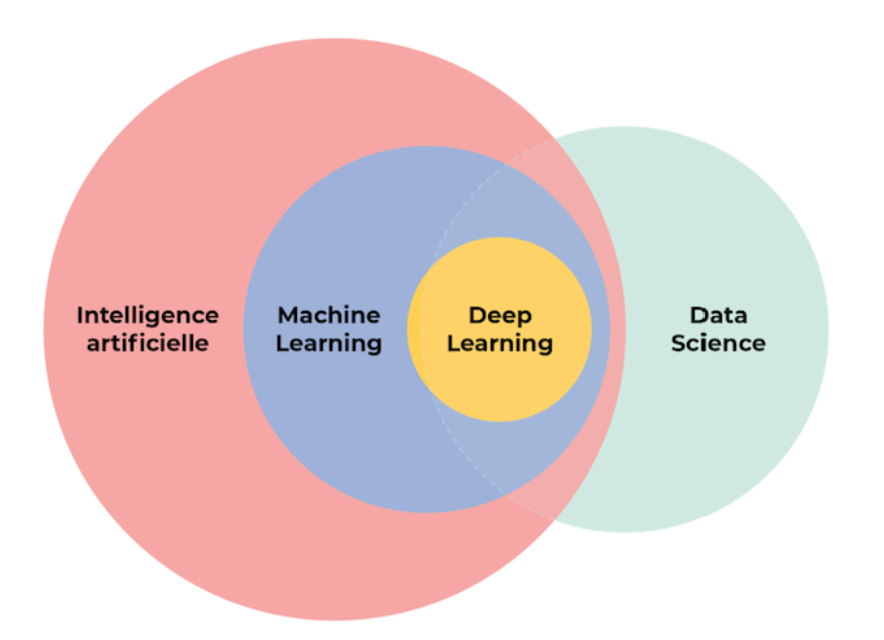 Intelligence
artificielle
Machine
Learning
Deep
Learning
Data
Science